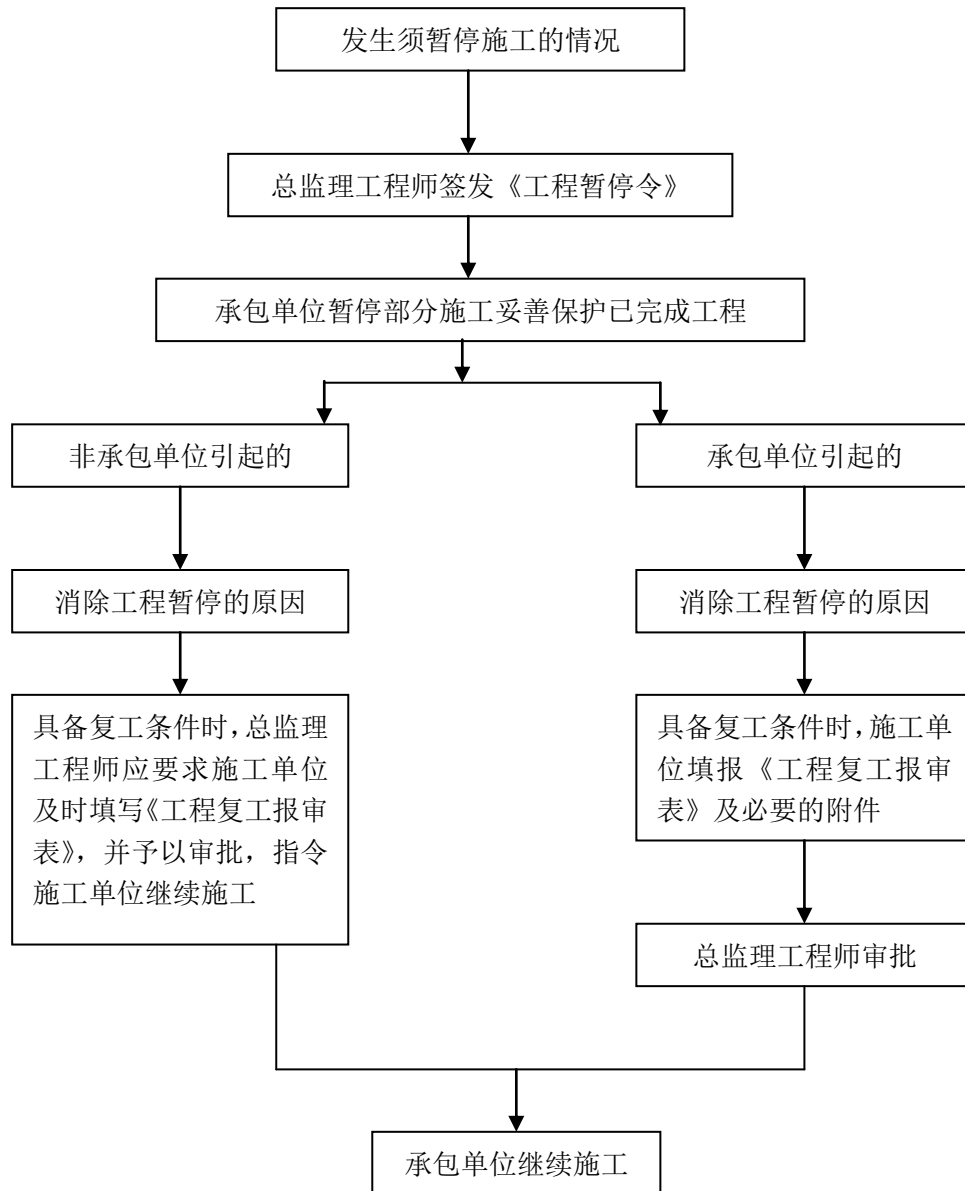 发生须暂停施工的情况
总监理工程师签发《工程暂停令》
承包单位暂停部分施工妥善保护已完成工程
非承包单位引起的
承包单位引起的
消除工程暂停的原因
消除工程暂停的原因
具备复工条件时，总监理
工程师应要求施工单位
及时填写《工程复工报审
表》，并予以审批，指令
施工单位继续施工
具备复工条件时，施工单
位填报《工程复工报审
表》及必要的附件
总监理工程师审批
承包单位继续施工